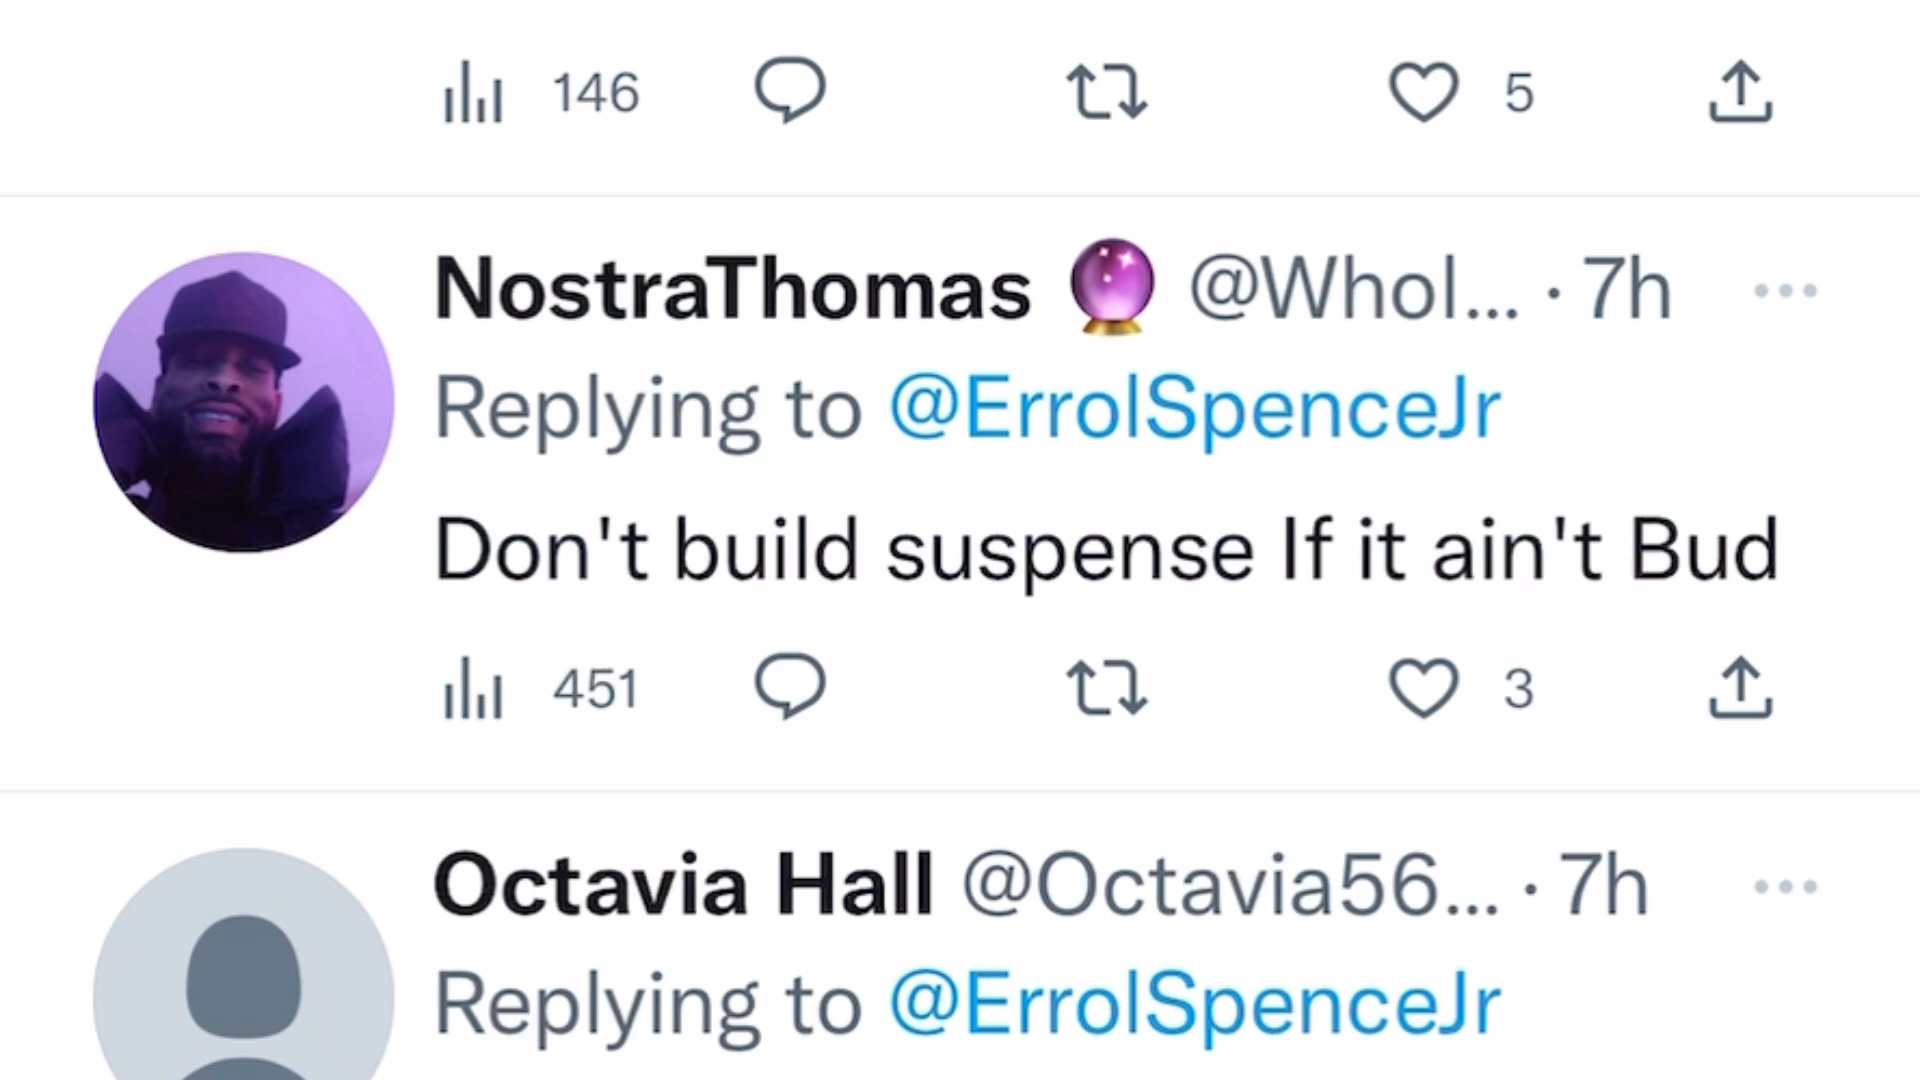 146 5
NostraThomas 🔮 @Whol... · 7h ...
Replying to @ErrolSpenceJr
Don't build suspense If it ain't Bud
451 3
Octavia Hall @Octavia56... · 7h ...
Replying to @ErrolSpenceJr